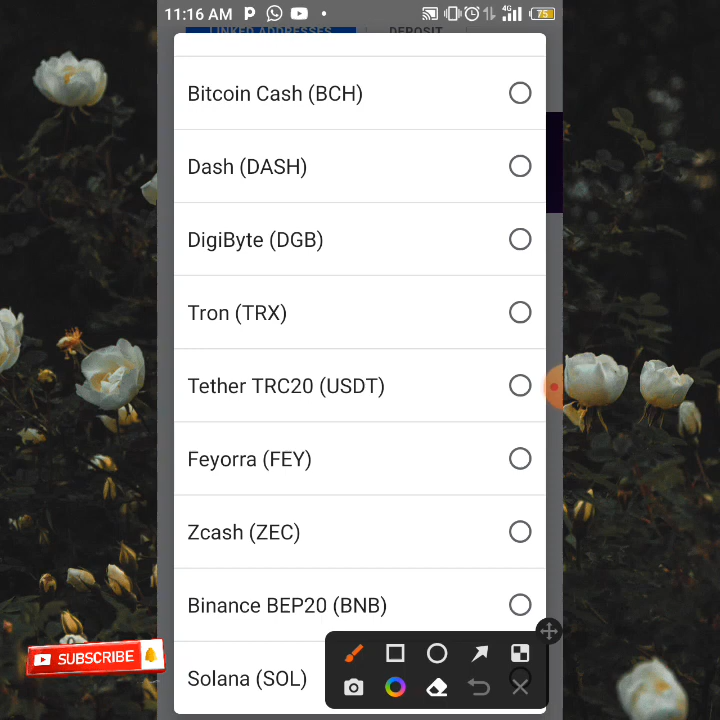 11:16 AM
4G
75
LINKED ADDRESSES
DEPOSIT
Bitcoin Cash (BCH)
Dash (DASH)
DigiByte (DGB)
Tron (TRX)
Tether TRC20 (USDT)
Feyorra (FEY)
Zcash (ZEC)
Binance BEP20 (BNB)
Solana (SOL)
SUBSCRIBE